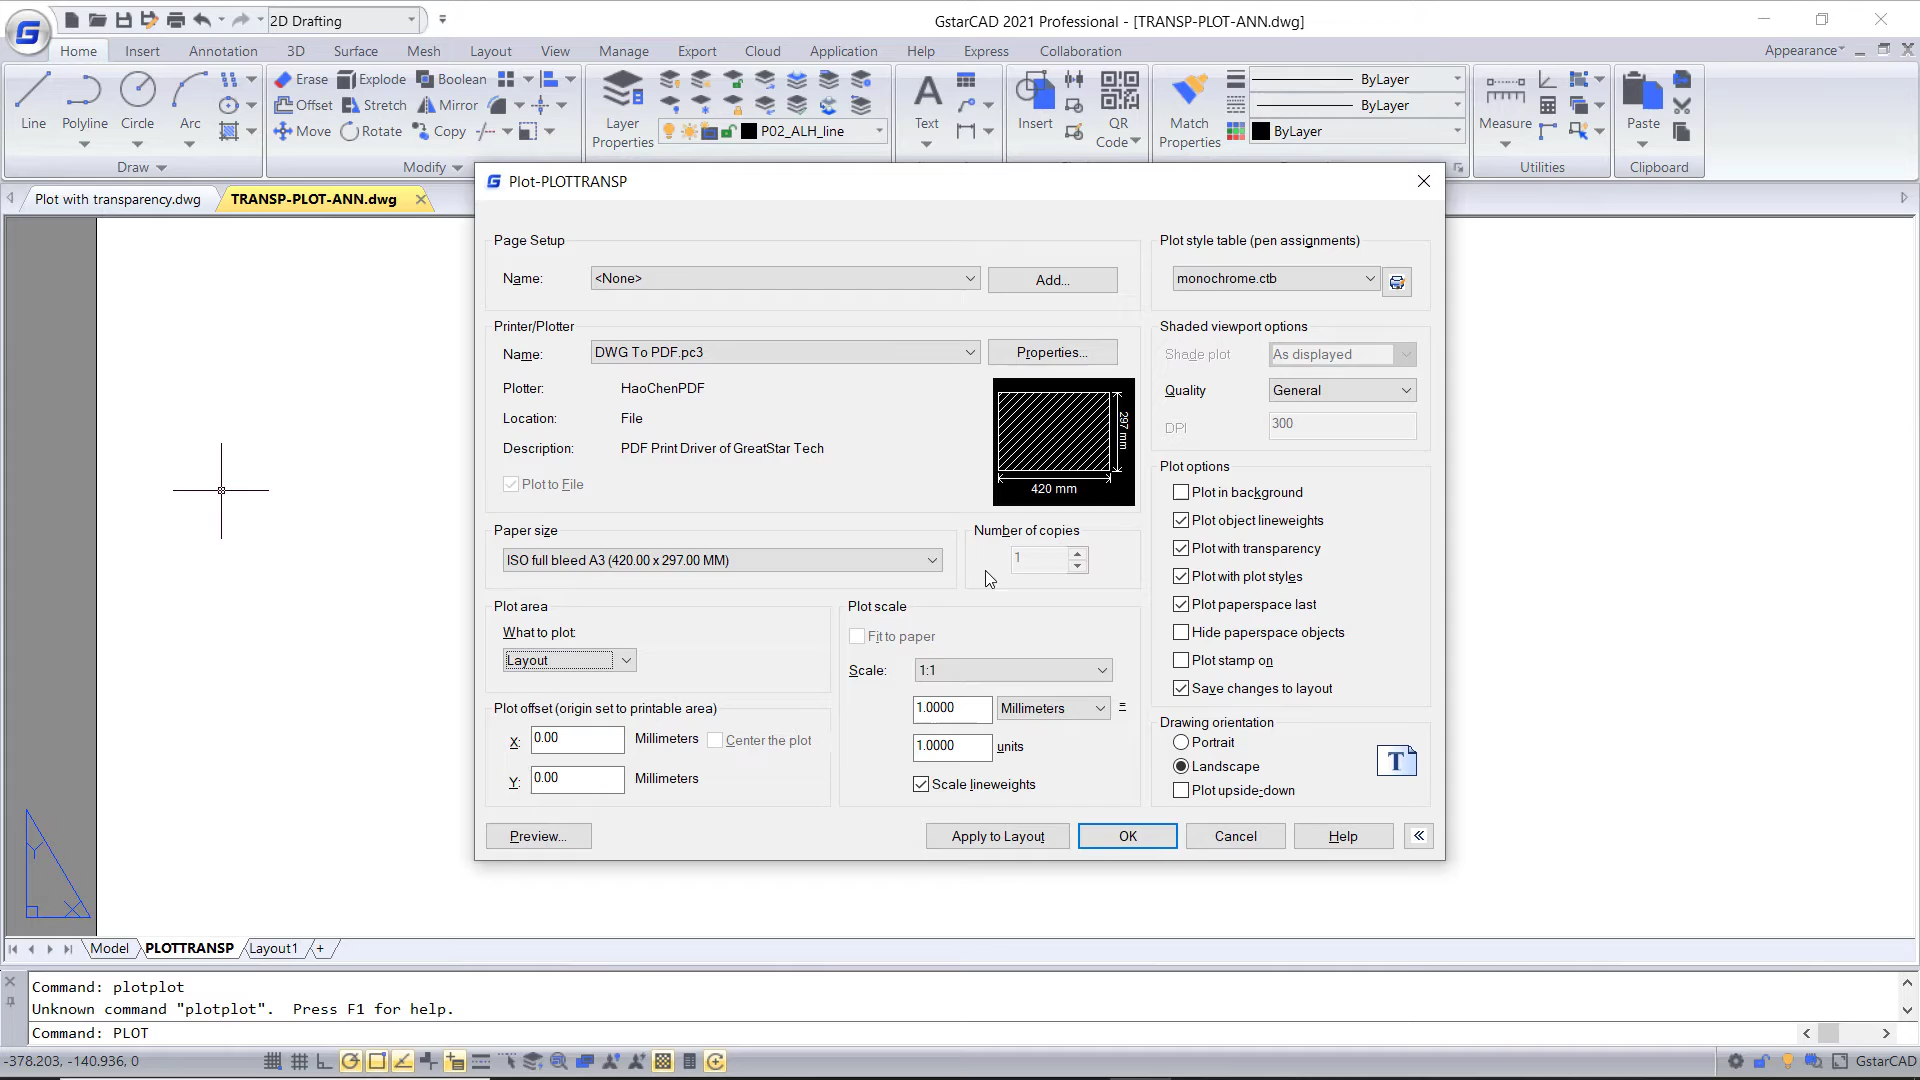 2D Drafting
GstarCAD 2021 Professional - [TRANSP-PLOT-ANN.dwg]
Home Insert Annotation 3D Surface Mesh Layout View Manage Export Cloud Application Help Express Collaboration Appearance
Line Polyline Circle Arc
Draw
Erase Explode Boolean
Offset Stretch Mirror
Move Rotate Copy
Modify
Layer Properties
P02_ALH_line
Text
Insert
QR Code
Match Properties
ByLayer
ByLayer
ByLayer
Measure
Utilities
Paste
Clipboard
Plot with transparency.dwg
TRANSP-PLOT-ANN.dwg
Plot-PLOTTRANSP
Page Setup
Name: <None> Add...
Printer/Plotter
Name: DWG To PDF.pc3 Properties...
Plotter: HaoChenPDF
Location: File
Description: PDF Print Driver of GreatStar Tech
Plot to File
297 mm
420 mm
Paper size
ISO full bleed A3 (420.00 x 297.00 MM)
Number of copies
1
Plot area
What to plot:
Layout
Plot offset (origin set to printable area)
X: 0.00 Millimeters Center the plot
Y: 0.00 Millimeters
Plot scale
Fit to paper
Scale: 1:1
1.0000 Millimeters =
1.0000 units
Scale lineweights
Plot style table (pen assignments)
monochrome.ctb
Shaded viewport options
Shade plot As displayed
Quality General
DPI 300
Plot options
Plot in background
Plot object lineweights
Plot with transparency
Plot with plot styles
Plot paperspace last
Hide paperspace objects
Plot stamp on
Save changes to layout
Drawing orientation
Portrait
Landscape
Plot upside-down
T
Preview... Apply to Layout OK Cancel Help «
Y X
Model PLOTTRANSP Layout1 +
Command: plotplot
Unknown command "plotplot".  Press F1 for help.
Command: PLOT
-378.203, -140.936, 0
GstarCAD